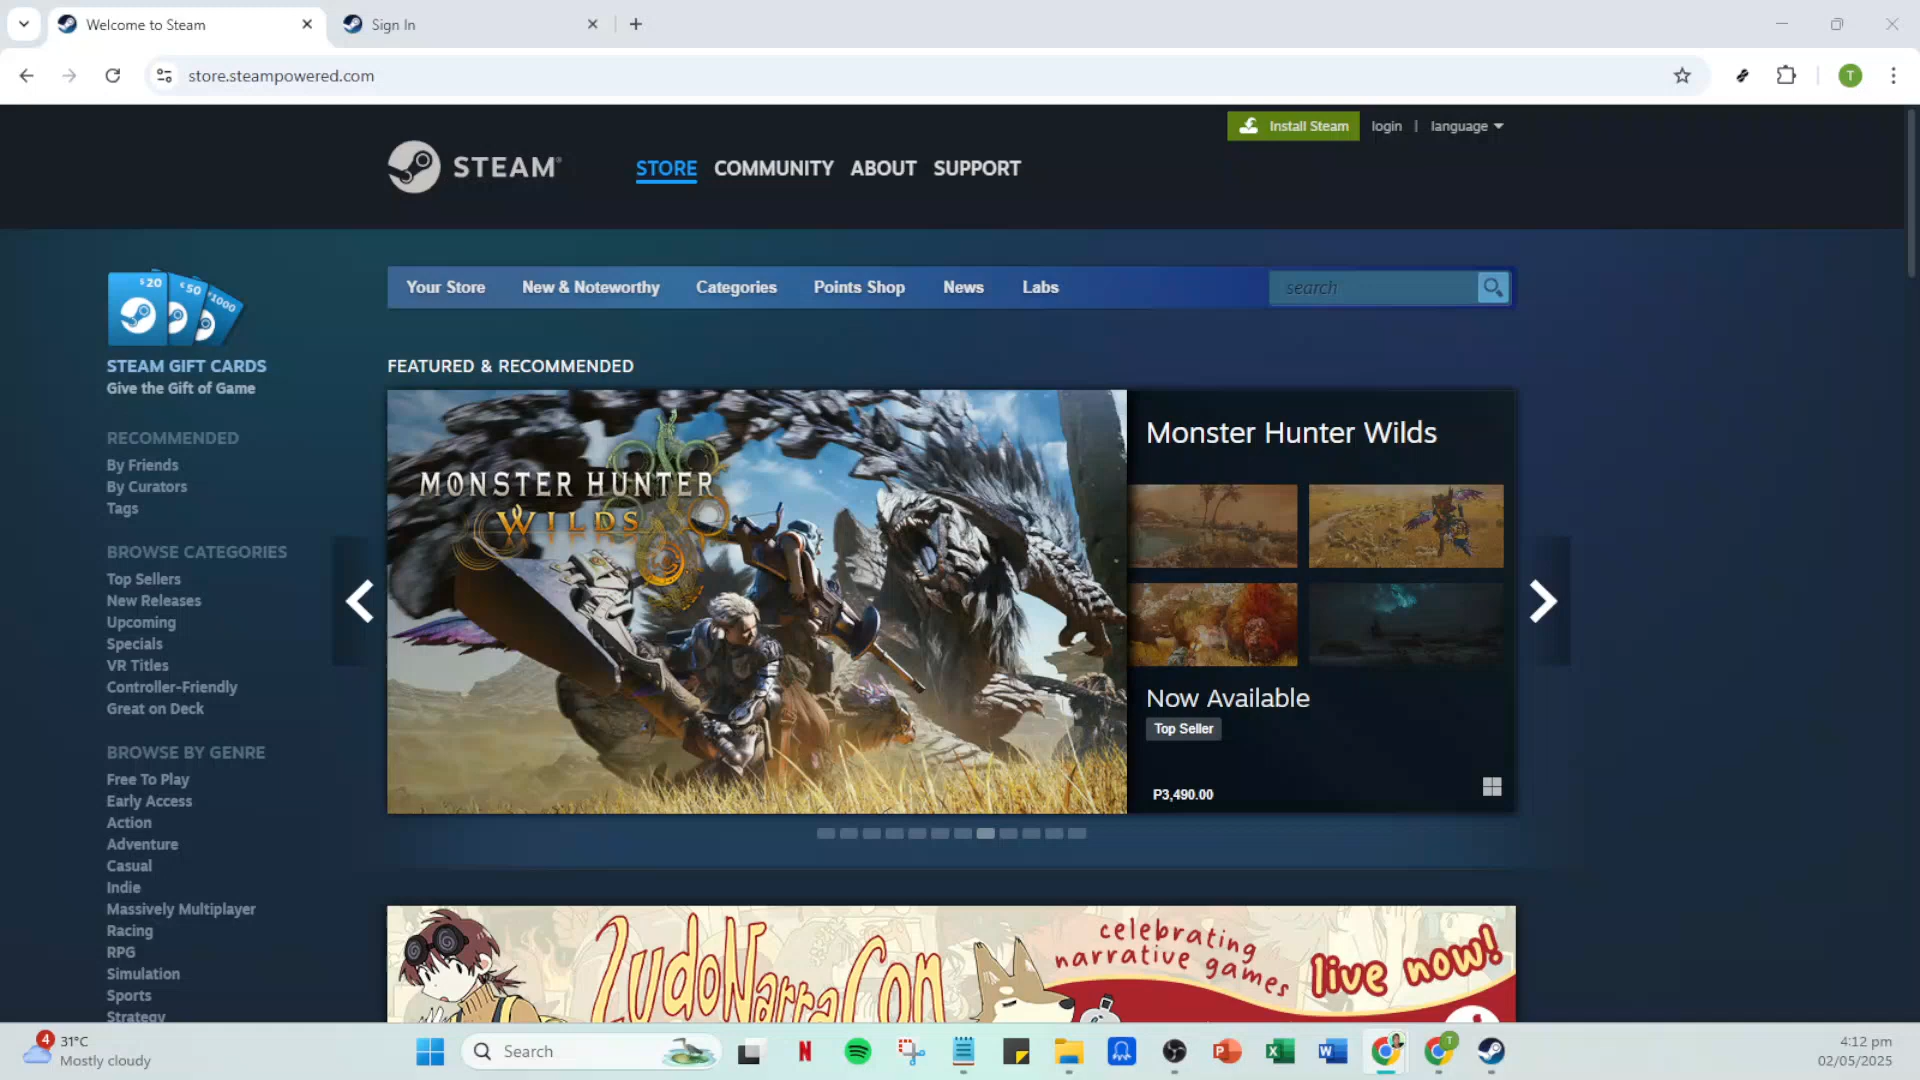 Welcome to Steam
Sign In
store.steampowered.com
T
Install Steam
login | language
STEAM®
STORE COMMUNITY ABOUT SUPPORT
$20 €50 ¥1000
STEAM GIFT CARDS
Give the Gift of Game
RECOMMENDED
By Friends
By Curators
Tags
BROWSE CATEGORIES
Top Sellers
New Releases
Upcoming
Specials
VR Titles
Controller-Friendly
Great on Deck
BROWSE BY GENRE
Free To Play
Early Access
Action
Adventure
Casual
Indie
Massively Multiplayer
Racing
RPG
Simulation
Sports
Strategy
Your Store New & Noteworthy Categories Points Shop News Labs
search
FEATURED & RECOMMENDED
MONSTER HUNTER
WILDS
Monster Hunter Wilds
Now Available
Top Seller
P3,490.00
LudoNarraCon
celebrating
narrative games
live now!
4
31°C
Mostly cloudy
Search
N
P
X
W
T
4:12 pm
02/05/2025